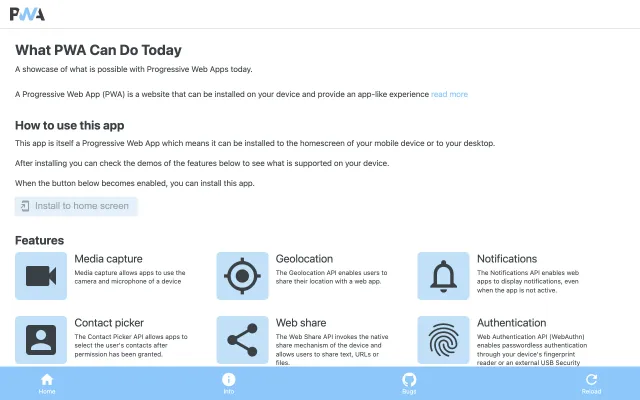 PWA
What PWA Can Do Today
A showcase of what is possible with Progressive Web Apps today.
A Progressive Web App (PWA) is a website that can be installed on your device and provide an app-like experience read more
How to use this app
This app is itself a Progressive Web App which means it can be installed to the homescreen of your mobile device or to your desktop.
After installing you can check the demos of the features below to see what is supported on your device.
When the button below becomes enabled, you can install this app.
Install to home screen
Features
Media capture
Media capture allows apps to use the
camera and microphone of a device
Geolocation
The Geolocation API enables users to
share their location with a web app.
Notifications
The Notifications API enables web
apps to display notifications, even
when the app is not active.
Contact picker
The Contact Picker API allows apps to
select the user's contacts after
permission has been granted.
Web share
The Web Share API invokes the native
share mechanism of the device and
allows users to share text, URLs or
files.
Authentication
Web Authentication API (WebAuthn)
enables passwordless authentication
through your device's fingerprint
reader or an external USB Security
Home
Info
Bugs
Reload